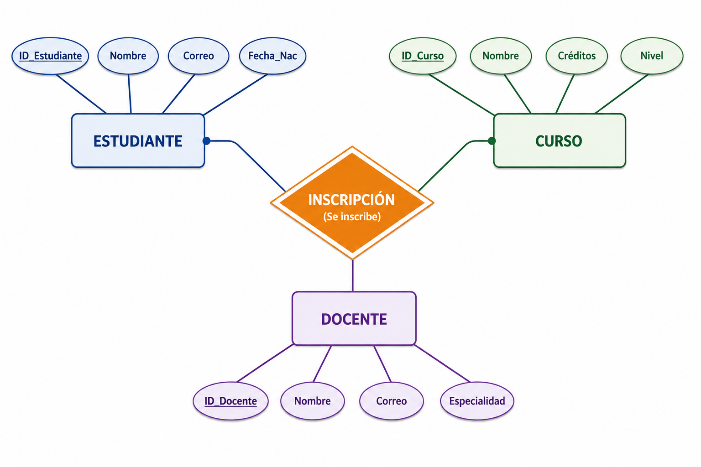 ID_Estudiante
Nombre
Correo
Fecha_Nac
ID_Curso
Nombre
Créditos
Nivel
ESTUDIANTE
CURSO
INSCRIPCIÓN
(Se inscribe)
DOCENTE
ID_Docente
Nombre
Correo
Especialidad